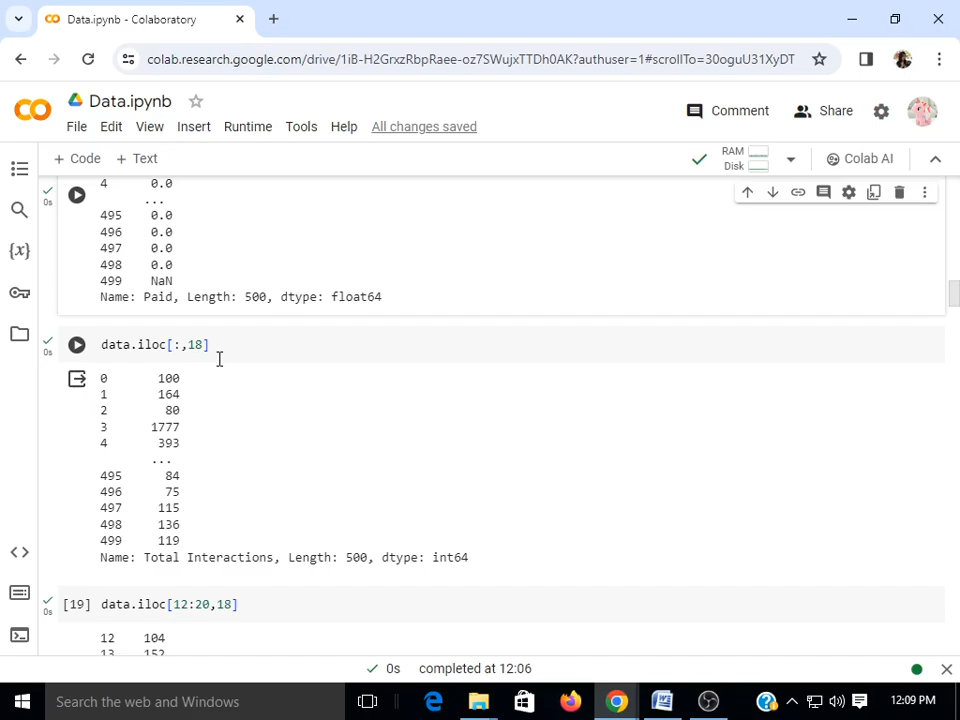 Data.ipynb - Colaboratory
colab.research.google.com/drive/1iB-H2GrxzRbpRaee-oz7SWujxTTDh0AK?authuser=1#scrollTo=30oguU31XyDT
CO Data.ipynb
Comment Share
File Edit View Insert Runtime Tools Help All changes saved
+ Code + Text
RAM
Disk
Colab AI
4 0.0
0s
...
495 0.0
496 0.0
497 0.0
498 0.0
499 NaN
Name: Paid, Length: 500, dtype: float64
{x}
data.iloc[:,18]
0s
0 100
1 164
2 80
3 1777
4 393
...
495 84
496 75
497 115
498 136
499 119
Name: Total Interactions, Length: 500, dtype: int64
[19] data.iloc[12:20,18]
0s
12 104
13 152
0s completed at 12:06
Search the web and Windows
12:09 PM